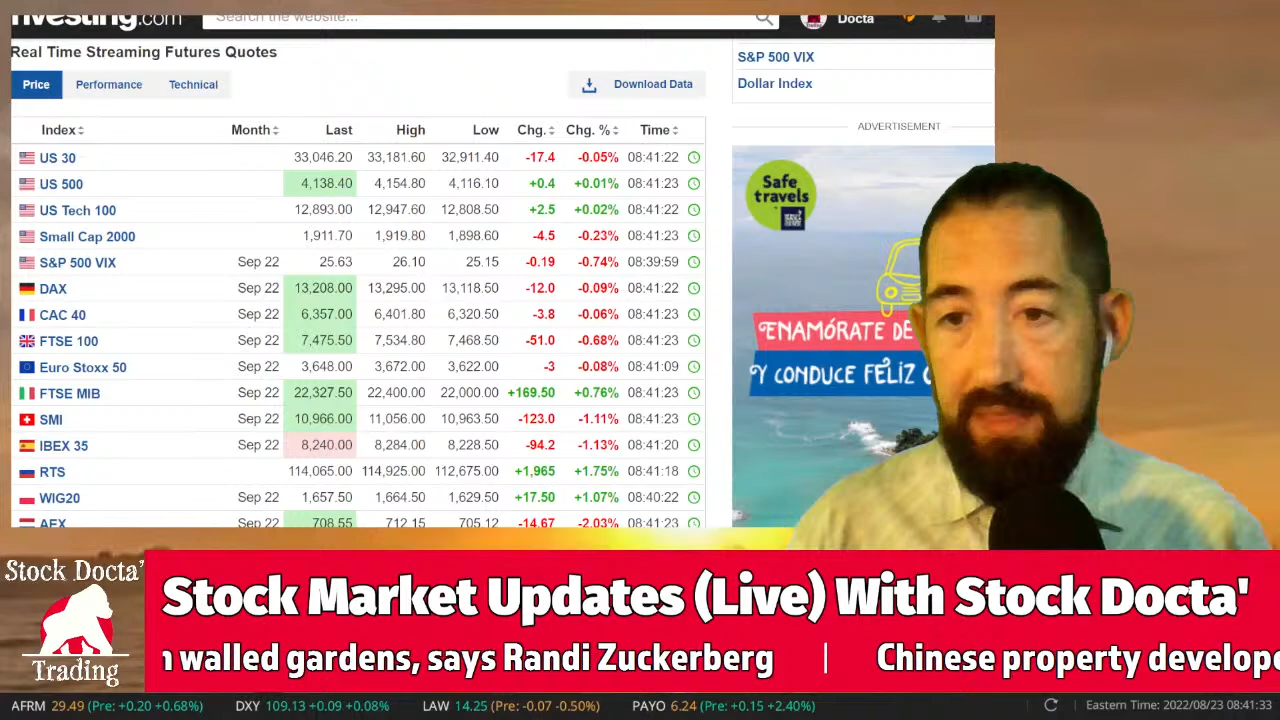 nvesting.com Search the website... Docta
Real Time Streaming Futures Quotes
Price Performance Technical Download Data
Index Month Last High Low Chg. Chg. % Time
US 30 33,046.20 33,181.60 32,911.40 -17.4 -0.05% 08:41:22
US 500 4,138.40 4,154.80 4,116.10 +0.4 +0.01% 08:41:23
US Tech 100 12,893.00 12,947.60 12,808.50 +2.5 +0.02% 08:41:22
Small Cap 2000 1,911.70 1,919.80 1,898.60 -4.5 -0.23% 08:41:23
S&P 500 VIX Sep 22 25.63 26.10 25.15 -0.19 -0.74% 08:39:59
DAX Sep 22 13,208.00 13,295.00 13,118.50 -12.0 -0.09% 08:41:22
CAC 40 Sep 22 6,357.00 6,401.80 6,320.50 -3.8 -0.06% 08:41:23
FTSE 100 Sep 22 7,475.50 7,534.80 7,468.50 -51.0 -0.68% 08:41:23
Euro Stoxx 50 Sep 22 3,648.00 3,672.00 3,622.00 -3 -0.08% 08:41:09
FTSE MIB Sep 22 22,327.50 22,400.00 22,000.00 +169.50 +0.76% 08:41:23
SMI Sep 22 10,966.00 11,056.00 10,963.50 -123.0 -1.11% 08:41:23
IBEX 35 Sep 22 8,240.00 8,284.00 8,228.50 -94.2 -1.13% 08:41:20
RTS 114,065.00 114,925.00 112,675.00 +1,965 +1.75% 08:41:18
WIG20 Sep 22 1,657.50 1,664.50 1,629.50 +17.50 +1.07% 08:40:22
AEX Sep 22 708.55 712.15 705.12 -14.67 -2.03% 08:41:23
S&P 500 VIX
Dollar Index
ADVERTISEMENT
Safe
travels
ENAMÓRATE DE
Y CONDUCE FELIZ
Stock Docta'
Trading
Stock Market Updates (Live) With Stock Docta'
n walled gardens, says Randi Zuckerberg | Chinese property develope
AFRM 29.49 (Pre: +0.20 +0.68%) DXY 109.13 +0.09 +0.08% LAW 14.25 (Pre: -0.07 -0.50%) PAYO 6.24 (Pre: +0.15 +2.40%) Eastern Time: 2022/08/23 08:41:33